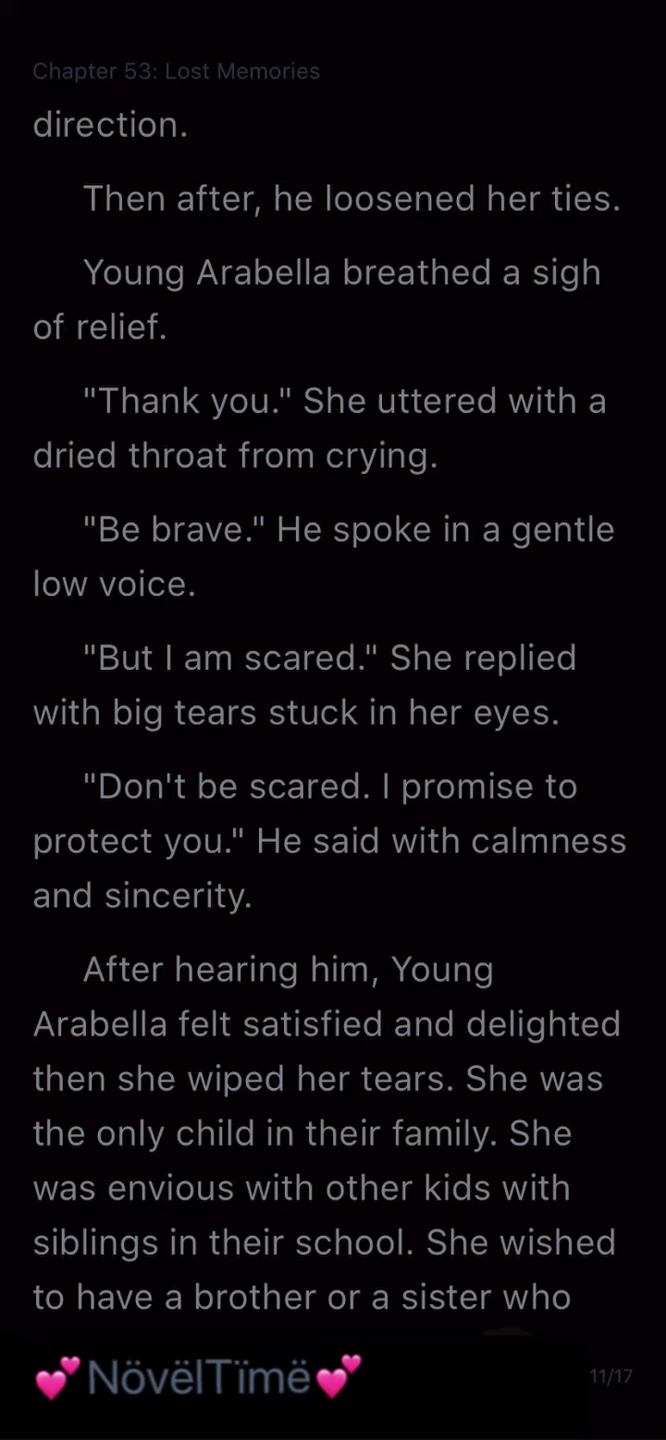 Chapter 53: Lost Memories
direction.
Then after, he loosened her ties.
Young Arabella breathed a sigh
of relief.
"Thank you." She uttered with a
dried throat from crying.
"Be brave." He spoke in a gentle
low voice.
"But I am scared." She replied
with big tears stuck in her eyes.
"Don't be scared. I promise to
protect you." He said with calmness
and sincerity.
After hearing him, Young
Arabella felt satisfied and delighted
then she wiped her tears. She was
the only child in their family. She
was envious with other kids with
siblings in their school. She wished
to have a brother or a sister who
💕NövëlTïmë💕
11/17